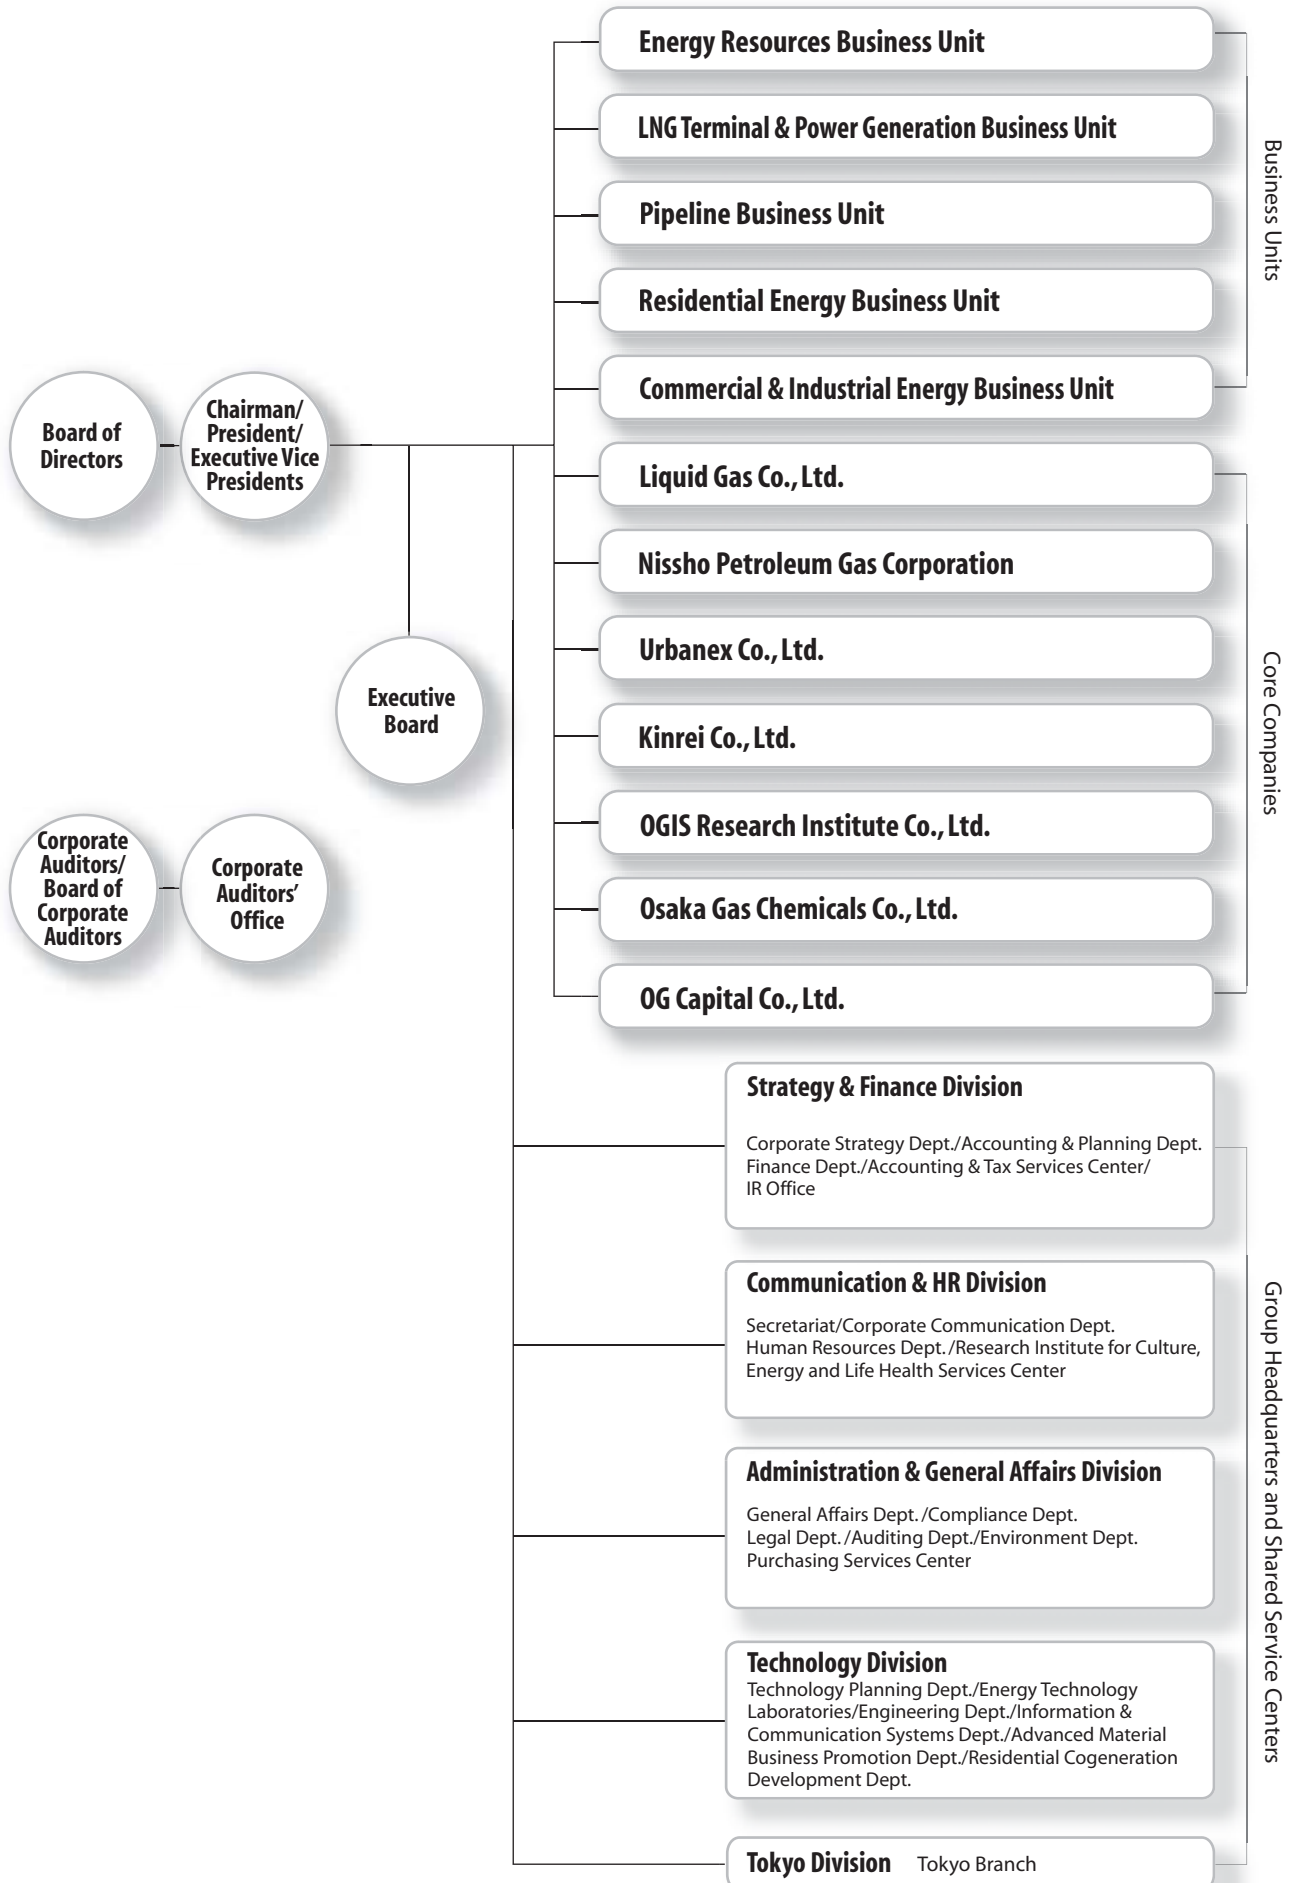 Energy Resources Business Unit
LNG Terminal & Power Generation Business Unit
Pipeline Business Unit
Residential Energy Business Unit
Commercial & Industrial Energy Business Unit
Business Units
Board of
Directors
Chairman/
President/
Executive Vice
Presidents
Executive
Board
Corporate
Auditors/
Board of
Corporate
Auditors
Corporate
Auditors’
Office
Liquid Gas Co., Ltd.
Nissho Petroleum Gas Corporation
Urbanex Co., Ltd.
Kinrei Co., Ltd.
OGIS Research Institute Co., Ltd.
Osaka Gas Chemicals Co., Ltd.
OG Capital Co., Ltd.
Core Companies
Strategy & Finance Division
Corporate Strategy Dept./Accounting & Planning Dept.
Finance Dept./Accounting & Tax Services Center/
IR Office
Communication & HR Division
Secretariat/Corporate Communication Dept.
Human Resources Dept./Research Institute for Culture,
Energy and Life Health Services Center
Administration & General Affairs Division
General Affairs Dept./Compliance Dept.
Legal Dept./Auditing Dept./Environment Dept.
Purchasing Services Center
Technology Division
Technology Planning Dept./Energy Technology
Laboratories/Engineering Dept./Information &
Communication Systems Dept./Advanced Material
Business Promotion Dept./Residential Cogeneration
Development Dept.
Tokyo Division Tokyo Branch
Group Headquarters and Shared Service Centers